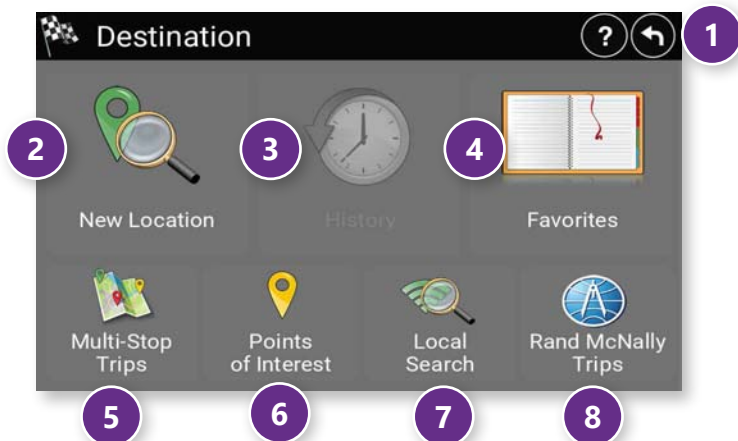 Destination
?
1
2
3
4
New Location
History
Favorites
Multi-Stop
Trips
Points
of Interest
Local
Search
Rand McNally
Trips
5
6
7
8